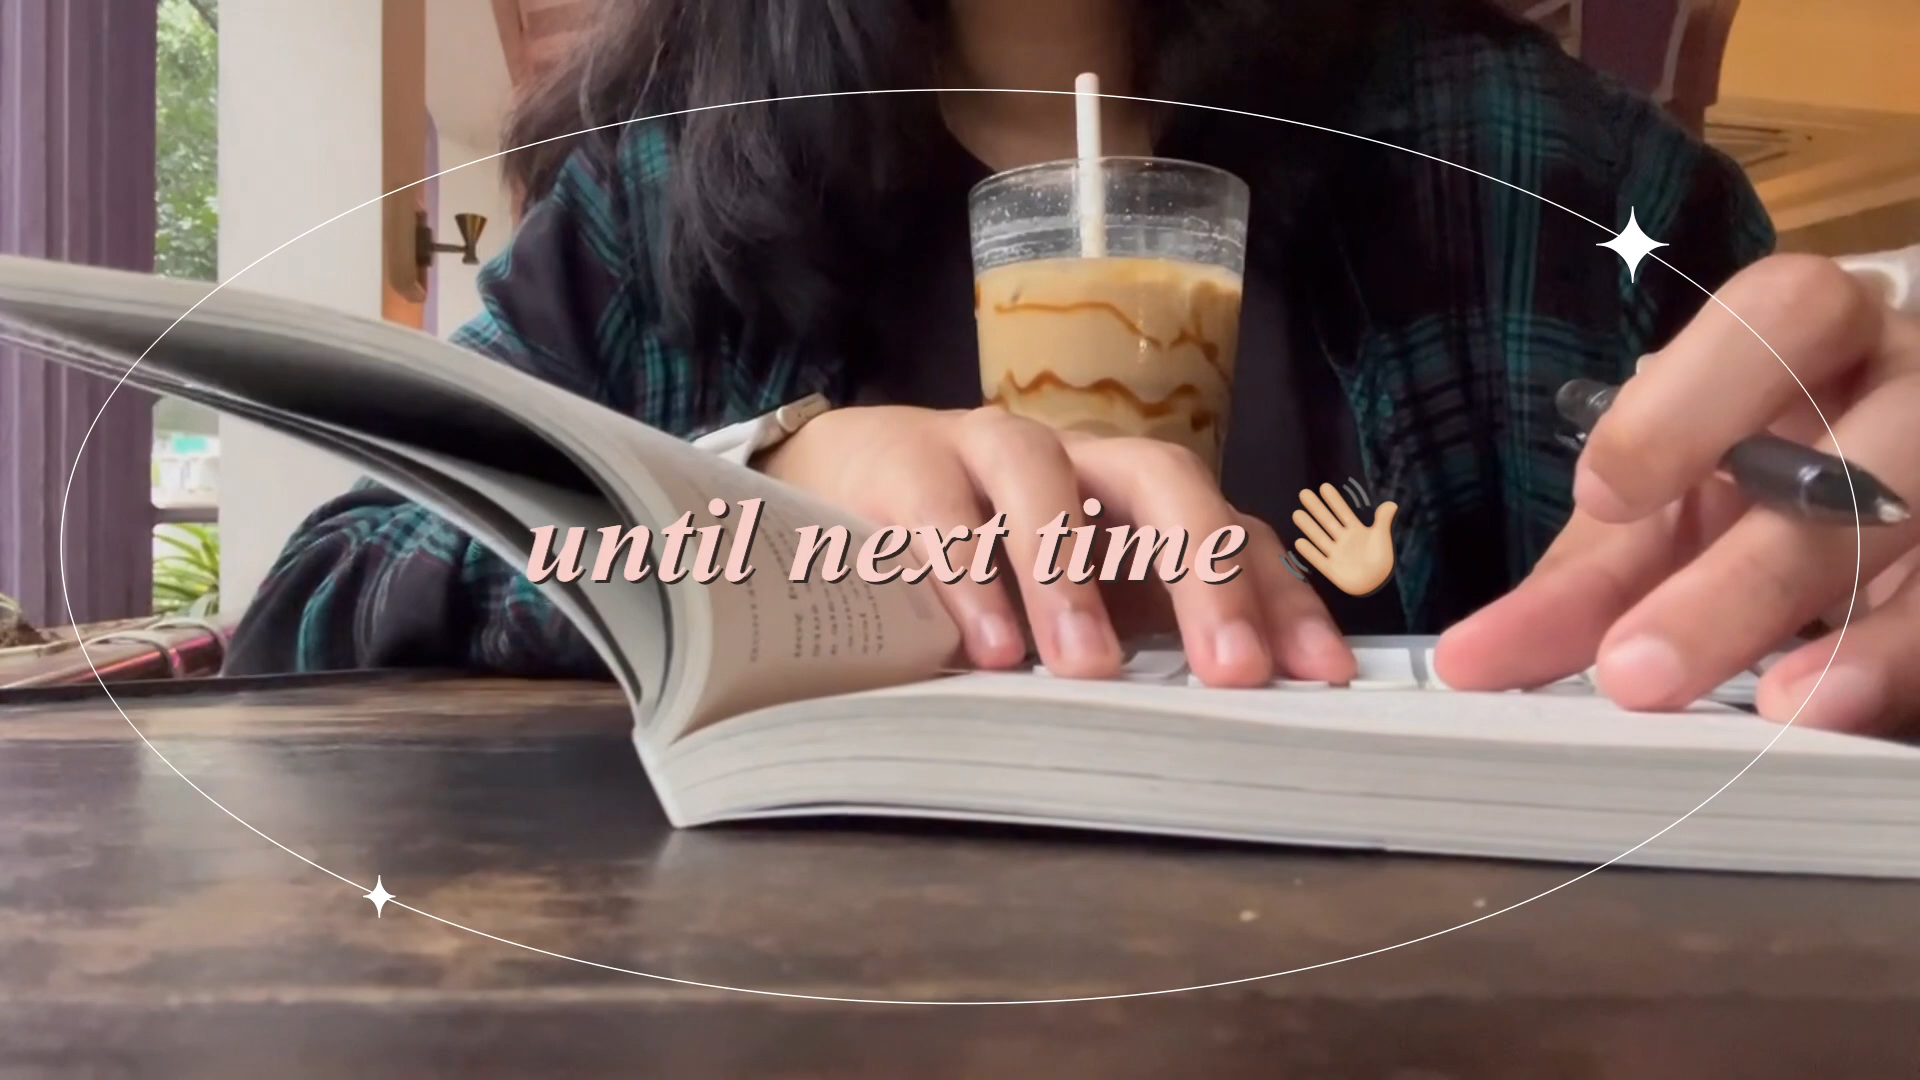 until next time 👋🏼